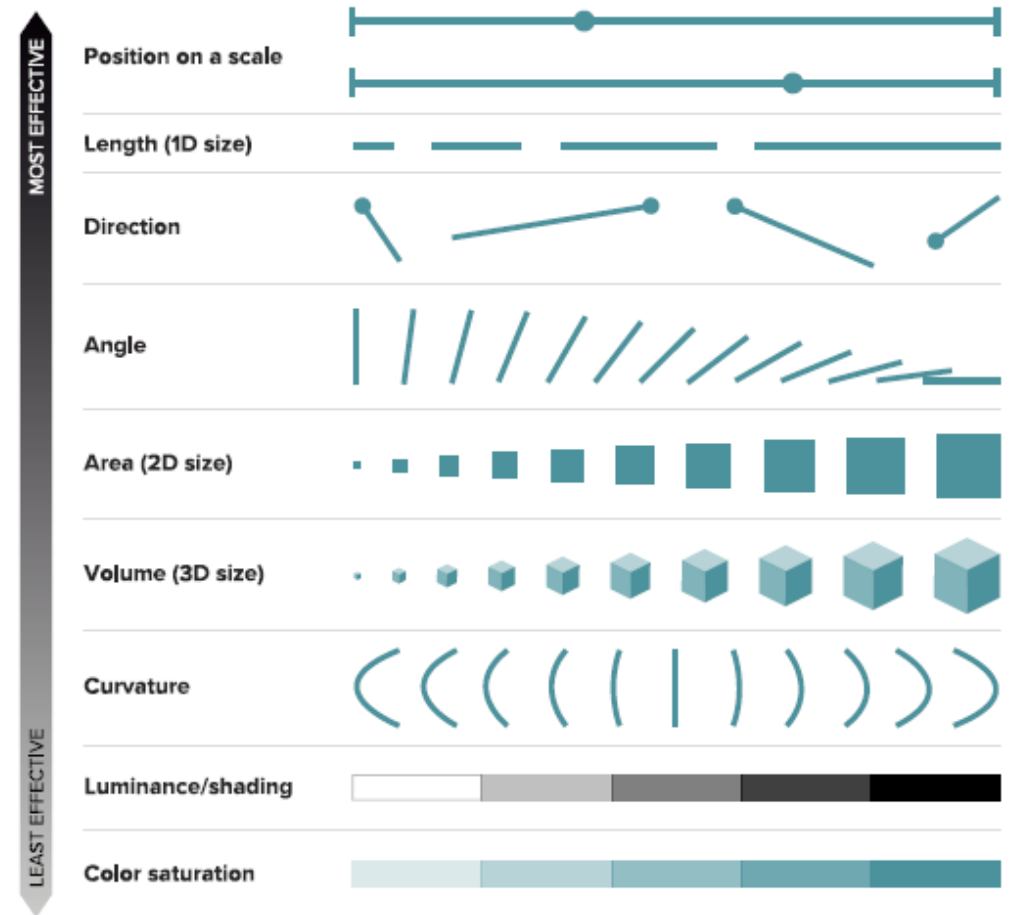 MOST EFFECTIVE
Position on a scale
Length (1D size)
Direction
Angle
Area (2D size)
Volume (3D size)
Curvature
Luminance/shading
Color saturation
LEAST EFFECTIVE